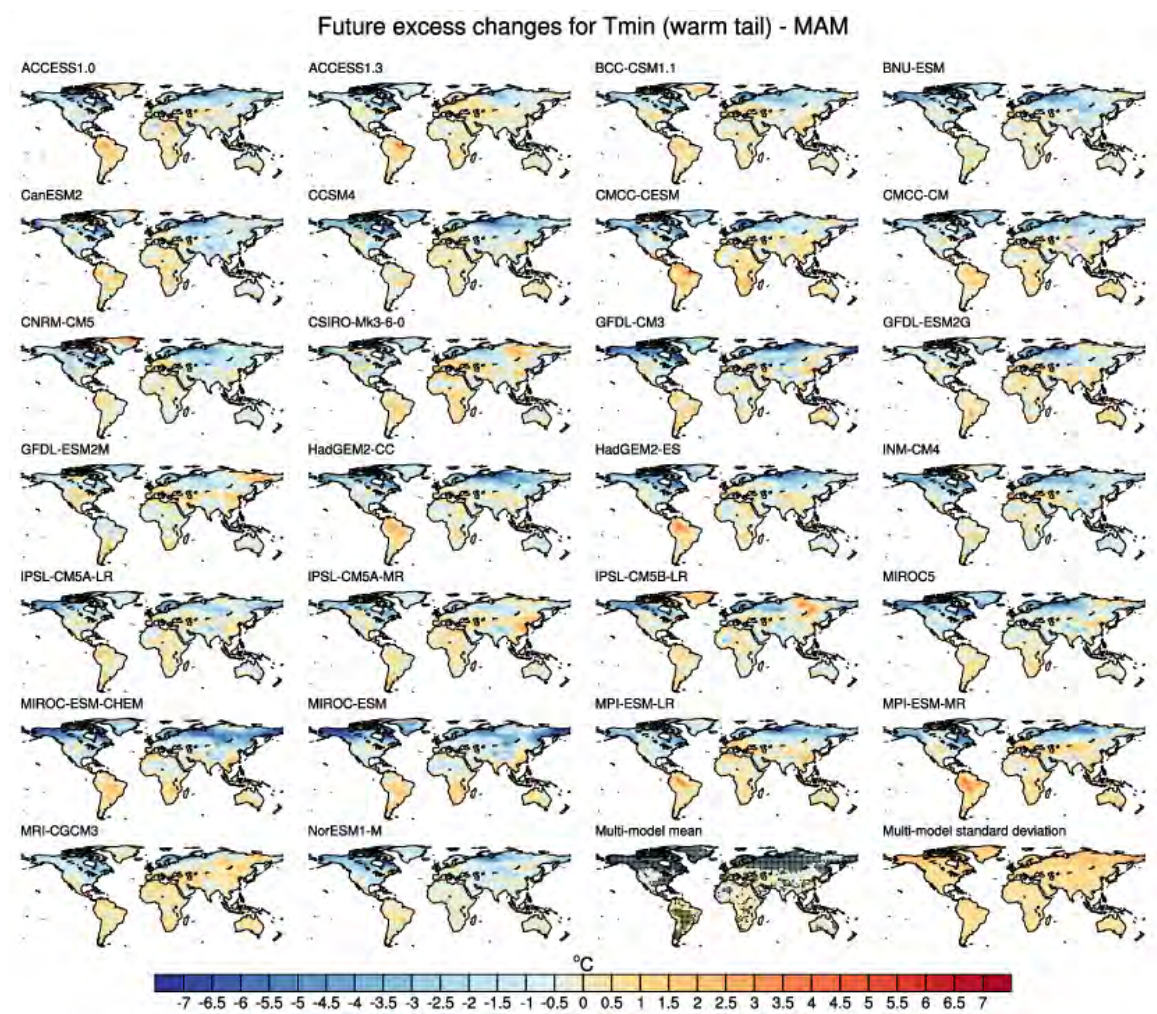 Future excess changes for Tmin (warm tail) - MAM
ACCESS1.0 ACCESS1.3 BCC-CSM1.1 BNU-ESM
CanESM2 CCSM4 CMCC-CESM CMCC-CM
CNRM-CM5 CSIRO-Mk3-6-0 GFDL-CM3 GFDL-ESM2G
GFDL-ESM2M HadGEM2-CC HadGEM2-ES INM-CM4
IPSL-CM5A-LR IPSL-CM5A-MR IPSL-CM5B-LR MIROC5
MIROC-ESM-CHEM MIROC-ESM MPI-ESM-LR MPI-ESM-MR
MRI-CGCM3 NorESM1-M Multi-model mean Multi-model standard deviation
°C
-7 -6.5 -5.5 -5 -4.5 -4 -3.5 -3 -2.5 -2 -1.5 -1 -0.5 0 0.5 1 1.5 2 2.5 3 3.5 4 4.5 5 5.5 6 6.5 7